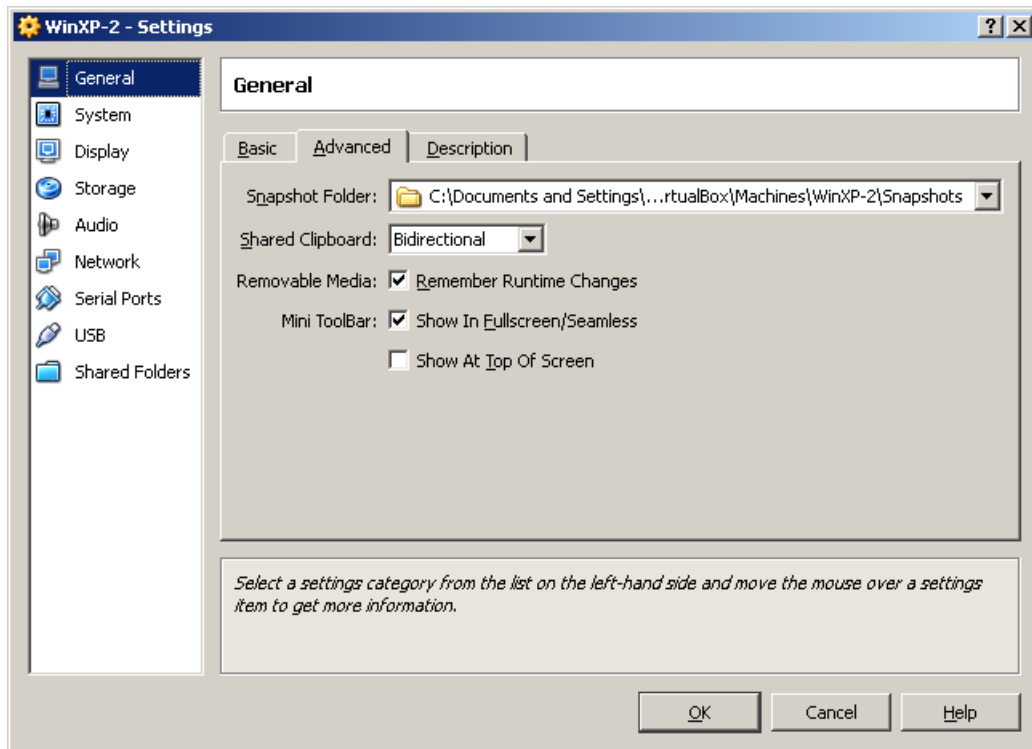 WinXP-2 - Settings
General
System
Display
Storage
Audio
Network
Serial Ports
USB
Shared Folders
General
Basic
Advanced
Description
Snapshot Folder: C:\Documents and Settings\...rtualBox\Machines\WinXP-2\Snapshots
Shared Clipboard: Bidirectional
Removable Media: Remember Runtime Changes
Mini ToolBar: Show In Fullscreen/Seamless
Show At Top Of Screen
Select a settings category from the list on the left-hand side and move the mouse over a settings
item to get more information.
OK
Cancel
Help